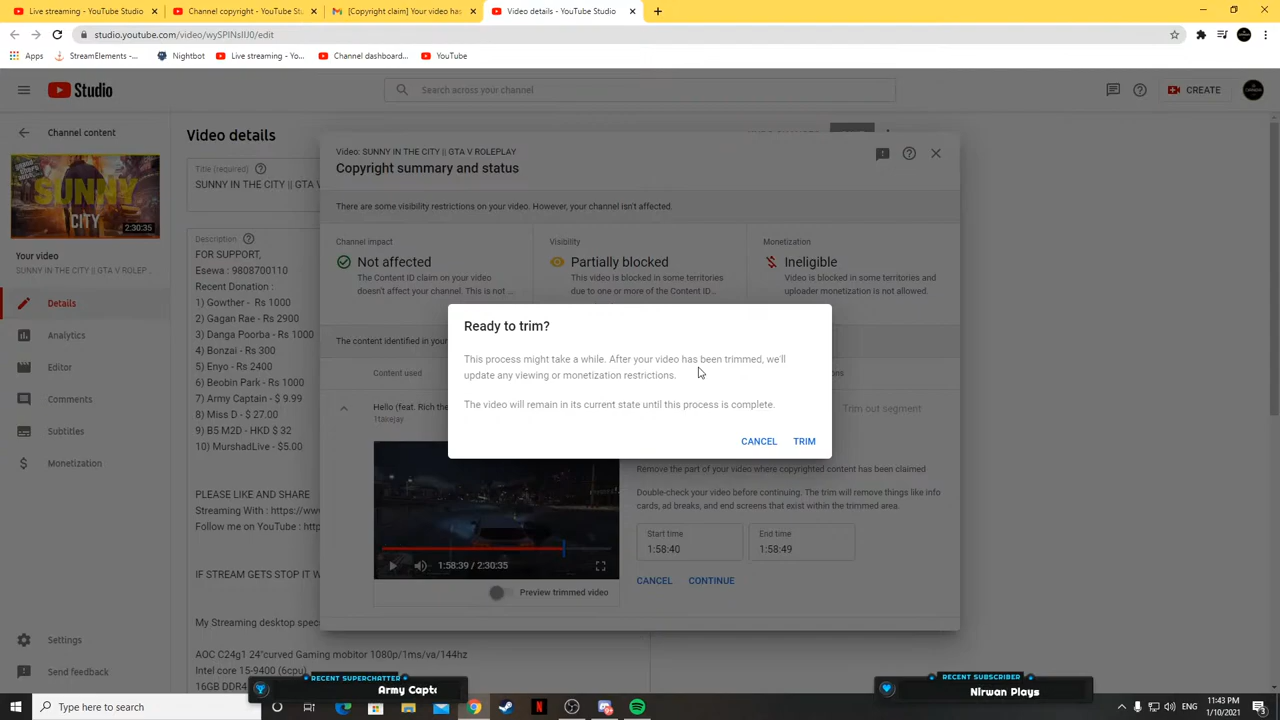 Live streaming - YouTube Studio
Channel copyright - YouTube St
[Copyright claim] Your video has
Video details - YouTube Studio
studio.youtube.com/video/wySPINsIIJ0/edit
Apps
StreamElements-...
Nightbot
Live streaming - Yo...
Channel dashboard...
YouTube
Studio
Search across your channel
CREATE
Channel content
2:30:35
Your video
SUNNY IN THE CITY || GTA V ROLEP...
Details
Analytics
Editor
Comments
Subtitles
Monetization
Settings
Send feedback
Video details
Title (required)
SUNNY IN THE CITY || GTA V
Description
FOR SUPPORT,
Esewa : 9808700110
Recent Donation :
1) Gowther - Rs 1000
2) Gagan Rae - Rs 2900
3) Danga Poorba - Rs 1000
4) Bonzai - Rs 300
5) Enyo - Rs 2400
6) Beobin Park - Rs 1000
7) Army Captain - $ 9.99
8) Miss D - $ 27.00
9) B5 M2D - HKD $ 32
10) MurshadLive - $5.00
PLEASE LIKE AND SHARE
Streaming With : https://www
Follow me on YouTube : http
IF STREAM GETS STOP IT W
My Streaming desktop specs
AOC C24g1 24"curved Gaming mobitor 1080p/1ms/va/144hz
Intel core 15-9400 (6cpu)
16GB DDR4
Video: SUNNY IN THE CITY || GTA V ROLEPLAY
Copyright summary and status
There are some visibility restrictions on your video. However, your channel isn't affected.
Channel impact
Not affected
The Content ID claim on your video
doesn't affect your channel. This is not ...
Visibility
Partially blocked
This video is blocked in some territories
due to one or more of the Content ID...
Monetization
Ineligible
Video is blocked in some territories and
uploader monetization is not allowed.
The content identified in your
Content used
Hello (feat. Rich the
1takejay
Ready to trim?
This process might take a while. After your video has been trimmed, we'll
update any viewing or monetization restrictions.
The video will remain in its current state until this process is complete.
CANCEL
TRIM
Trim out segment
Remove the part of your video where copyrighted content has been claimed
Double-check your video before continuing. The trim will remove things like info
cards, ad breaks, and end screens that exist within the trimmed area.
Start time
1:58:40
End time
1:58:49
CANCEL
CONTINUE
1:58:39 / 2:30:35
Preview trimmed video
RECENT SUPERCHATTER
Army Capt
RECENT SUBSCRIBER
Nirwan Plays
Type here to search
ENG
11:43 PM
1/10/2021
SUNNY
CITY